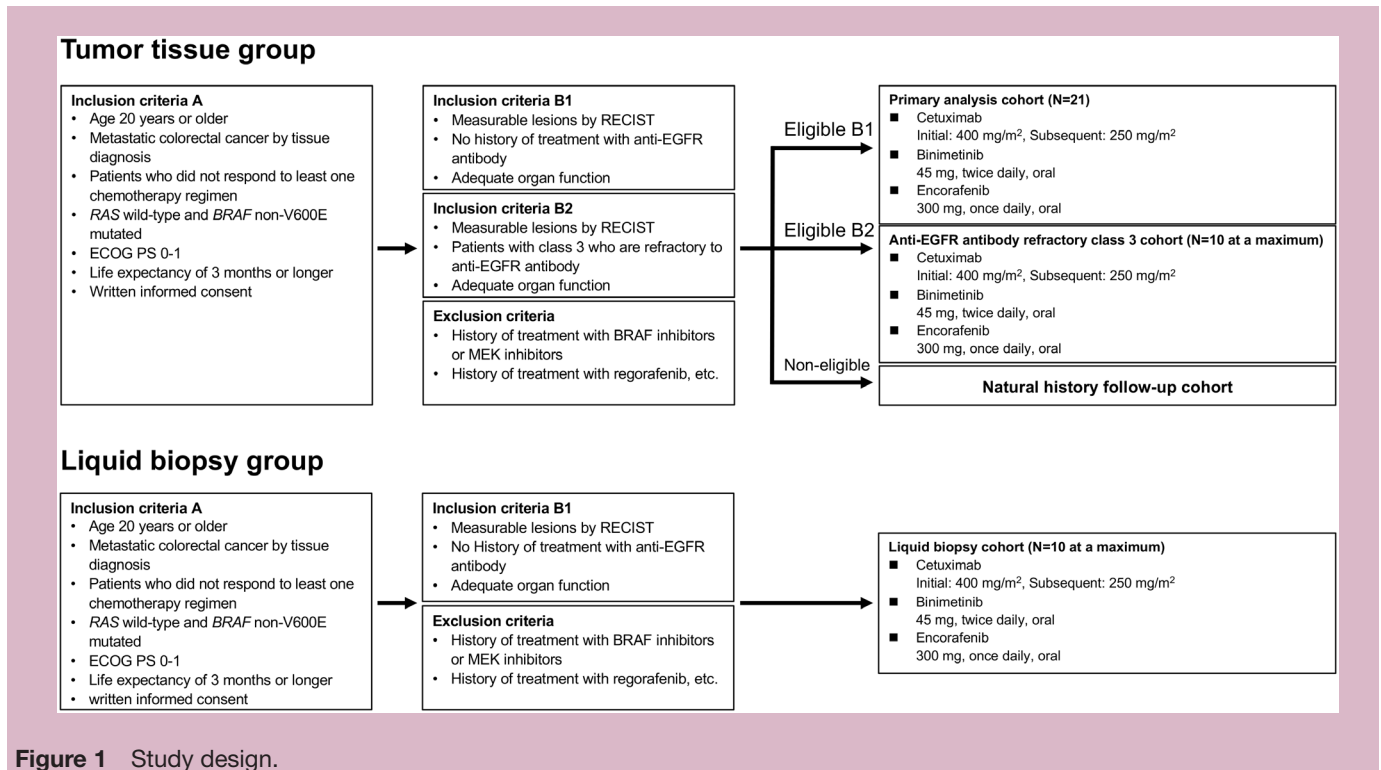 Tumor tissue group
Inclusion criteria A
• Age 20 years or older
• Metastatic colorectal cancer by tissue
diagnosis
• Patients who did not respond to least one
chemotherapy regimen
• RAS wild-type and BRAF non-V600E
mutated
• ECOG PS 0-1
• Life expectancy of 3 months or longer
• Written informed consent
Inclusion criteria B1
• Measurable lesions by RECIST
• No history of treatment with anti-EGFR
antibody
• Adequate organ function
Inclusion criteria B2
• Measurable lesions by RECIST
• Patients with class 3 who are refractory to
anti-EGFR antibody
• Adequate organ function
Exclusion criteria
• History of treatment with BRAF inhibitors
or MEK inhibitors
• History of treatment with regorafenib, etc.
Eligible B1
Eligible B2
Non-eligible
Primary analysis cohort (N=21)
■ Cetuximab
Initial: 400 mg/m², Subsequent: 250 mg/m²
■ Binimetinib
45 mg, twice daily, oral
■ Encorafenib
300 mg, once daily, oral
Anti-EGFR antibody refractory class 3 cohort (N=10 at a maximum)
■ Cetuximab
Initial: 400 mg/m², Subsequent: 250 mg/m²
■ Binimetinib
45 mg, twice daily, oral
■ Encorafenib
300 mg, once daily, oral
Natural history follow-up cohort
Liquid biopsy group
Inclusion criteria A
• Age 20 years or older
• Metastatic colorectal cancer by tissue
diagnosis
• Patients who did not respond to least one
chemotherapy regimen
• RAS wild-type and BRAF non-V600E
mutated
• ECOG PS 0-1
• Life expectancy of 3 months or longer
• written informed consent
Inclusion criteria B1
• Measurable lesions by RECIST
• No History of treatment with anti-EGFR
antibody
• Adequate organ function
Exclusion criteria
• History of treatment with BRAF inhibitors
or MEK inhibitors
• History of treatment with regorafenib, etc.
Liquid biopsy cohort (N=10 at a maximum)
■ Cetuximab
Initial: 400 mg/m², Subsequent: 250 mg/m²
■ Binimetinib
45 mg, twice daily, oral
■ Encorafenib
300 mg, once daily, oral
Figure 1 Study design.